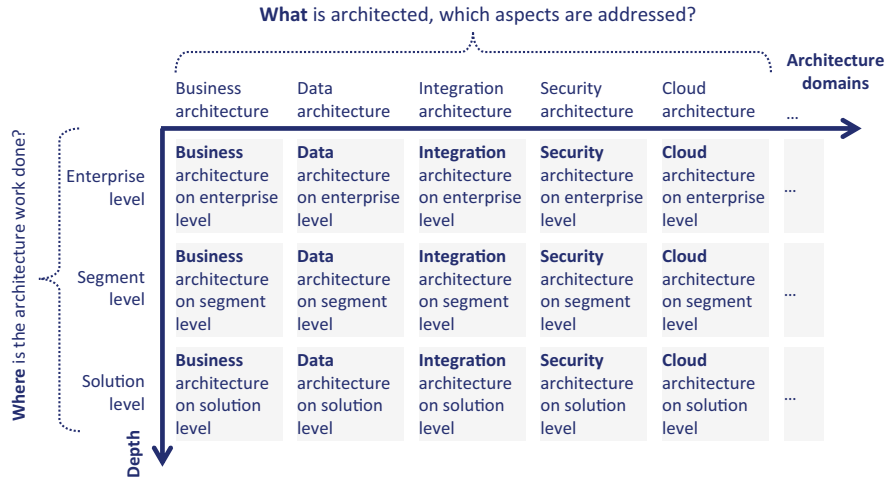 What is architected, which aspects are addressed?
Architecture
domains
Business
architecture
Data
architecture
Integration
architecture
Security
architecture
Cloud
architecture
...
Where is the architecture work done?
Enterprise
level
Business
architecture
on enterprise
level
Data
architecture
on enterprise
level
Integration
architecture
on enterprise
level
Security
architecture
on enterprise
level
Cloud
architecture
on enterprise
level
...
Segment
level
Business
architecture
on segment
level
Data
architecture
on segment
level
Integration
architecture
on segment
level
Security
architecture
on segment
level
Cloud
architecture
on segment
level
...
Solution
level
Business
architecture
on solution
level
Data
architecture
on solution
level
Integration
architecture
on solution
level
Security
architecture
on solution
level
Cloud
architecture
on solution
level
...
Depth